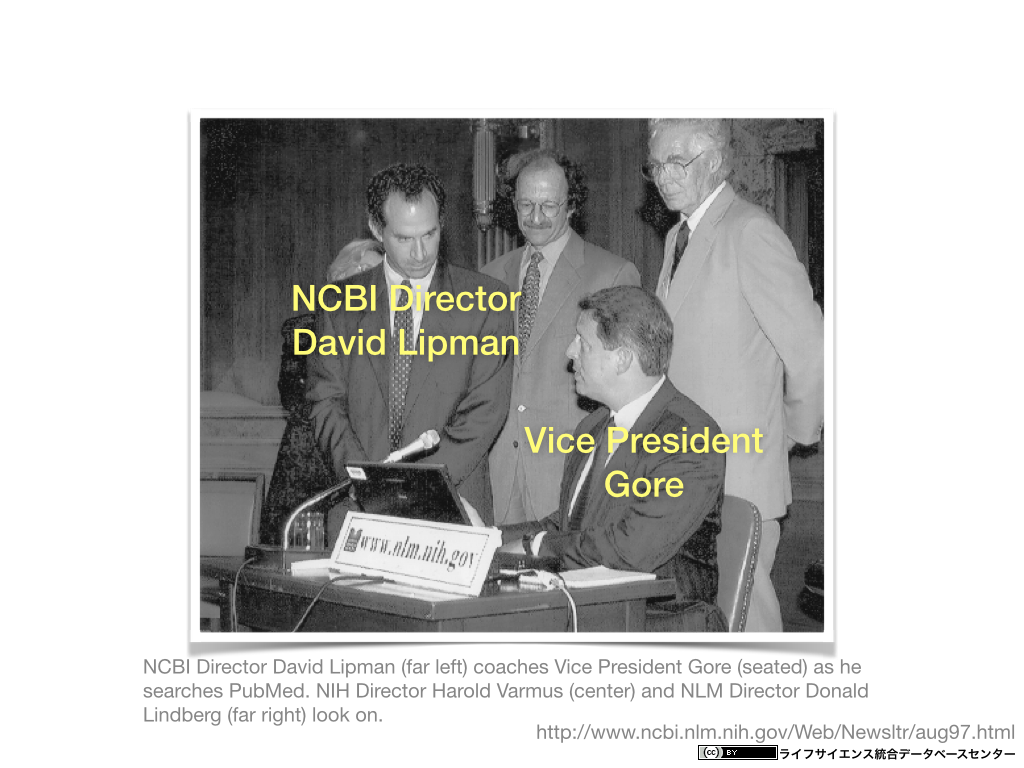 NCBI Director
David Lipman
Vice President
Gore
www.nlm.nih.gov
NCBI Director David Lipman (far left) coaches Vice President Gore (seated) as he
searches PubMed. NIH Director Harold Varmus (center) and NLM Director Donald
Lindberg (far right) look on.
http://www.ncbi.nlm.nih.gov/Web/Newsltr/aug97.html
(cc) BY ライフサイエンス統合データベースセンター